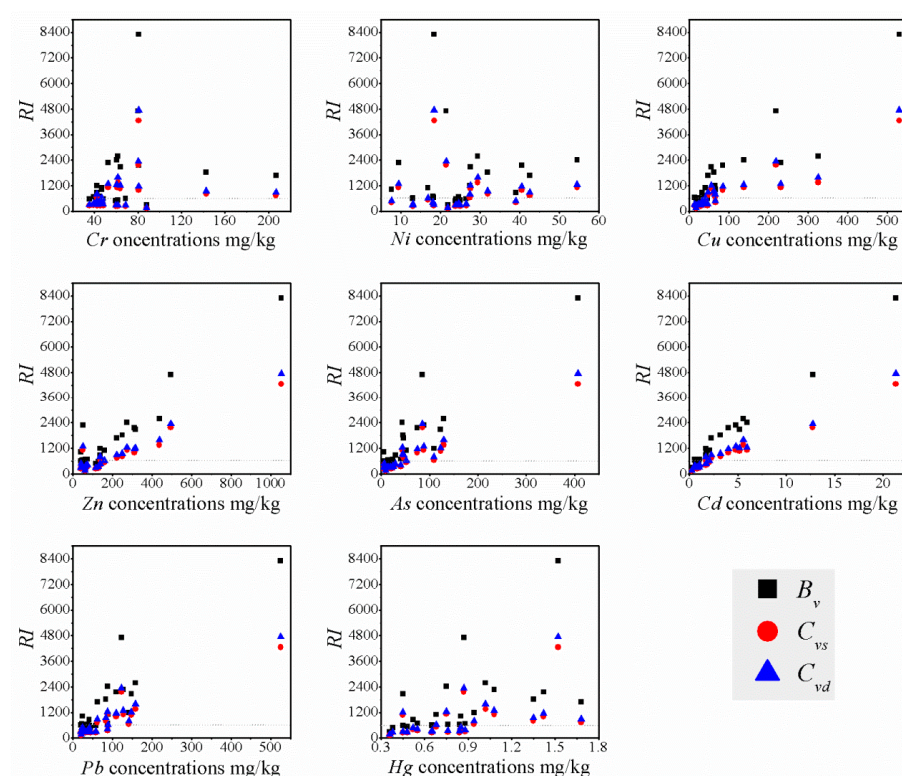 8400
7200
6000
4800
3600
2400
1200
0
RI
40 80 120 160 200 240
Cr oncentrations mg/kg
8400
7200
6000
4800
3600
2400
1200
0
RI
10 20 30 40 50 60
Ni concentrations mg/kg
8400
7200
6000
4800
3600
2400
1200
0
RI
0 100 200 300 400 500
Cu concentrations mg/kg
8400
7200
6000
4800
3600
2400
1200
0
RI
0 200 400 600 800 1000
Zn concentrations mg/kg
8400
7200
6000
4800
3600
2400
1200
0
RI
0 100 200 300 400
As concentrations mg/kg
8400
7200
6000
4800
3600
2400
1200
0
RI
0 5 10 15 20
Cd concentrations mg/kg
8400
7200
6000
4800
3600
2400
1200
0
RI
0 100 200 300 400 500
Pb concentrations mg/kg
8400
7200
6000
4800
3600
2400
1200
0
RI
0.3 0.6 0.9 1.2 1.5 1.8
Hg concentrations mg/kg
Bv
Cvs
Cvd